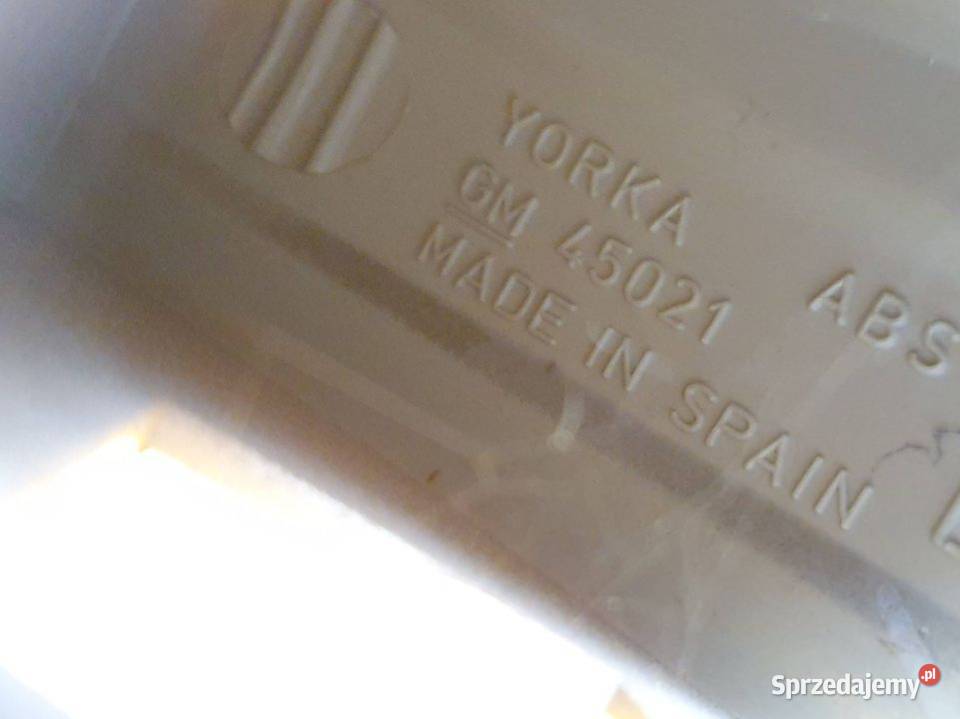 YORKA
GM 45021
MADE IN SPAIN
ABS
Sprzedajemy.pl